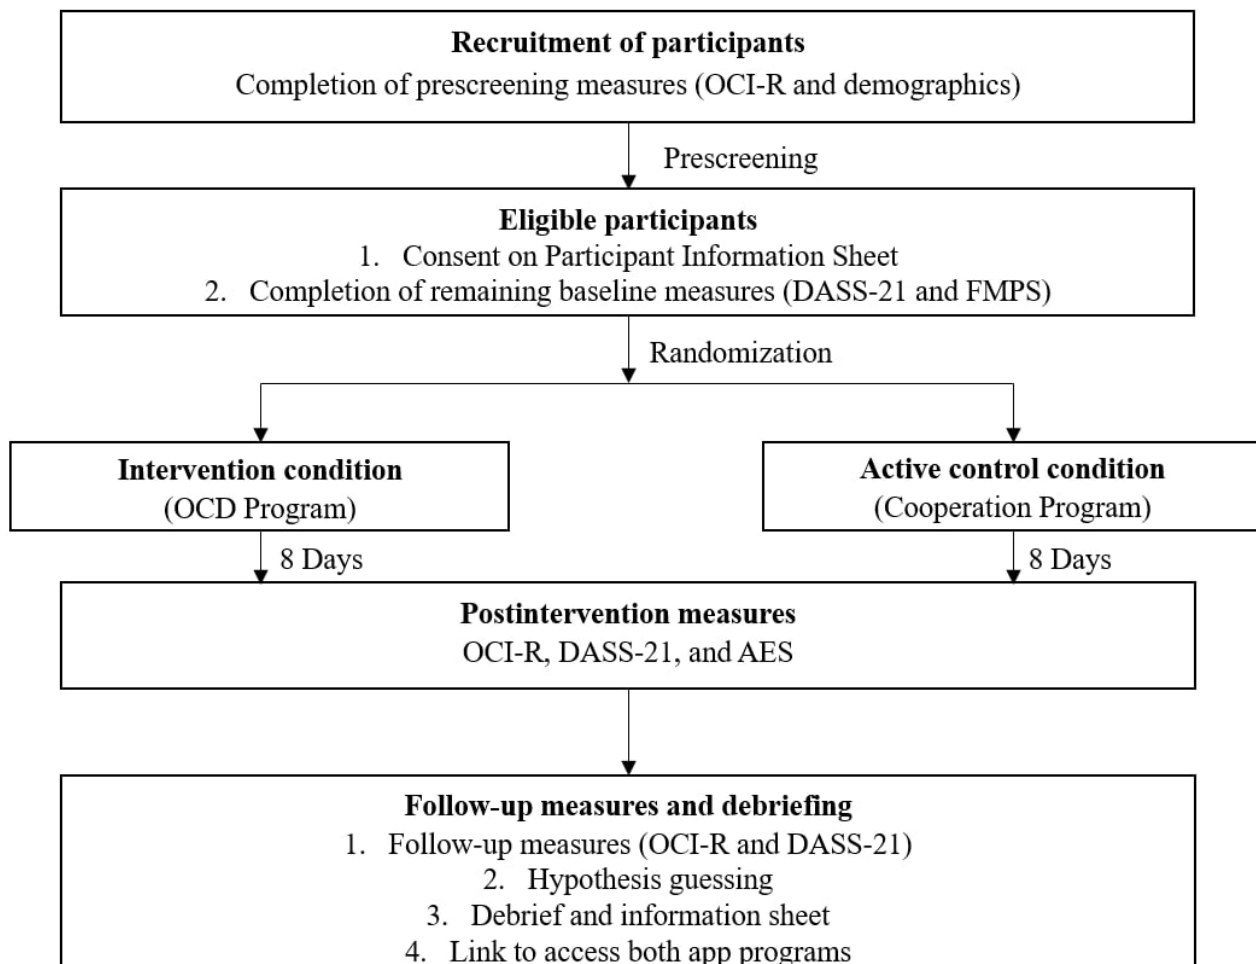 Recruitment of participants
Completion of prescreening measures (OCI-R and demographics)
Prescreening
Eligible participants
1. Consent on Participant Information Sheet
2. Completion of remaining baseline measures (DASS-21 and FMPS)
Randomization
Intervention condition
(OCD Program)
Active control condition
(Cooperation Program)
8 Days
8 Days
Postintervention measures
OCI-R, DASS-21, and AES
Follow-up measures and debriefing
1. Follow-up measures (OCI-R and DASS-21)
2. Hypothesis guessing
3. Debrief and information sheet
4. Link to access both app programs